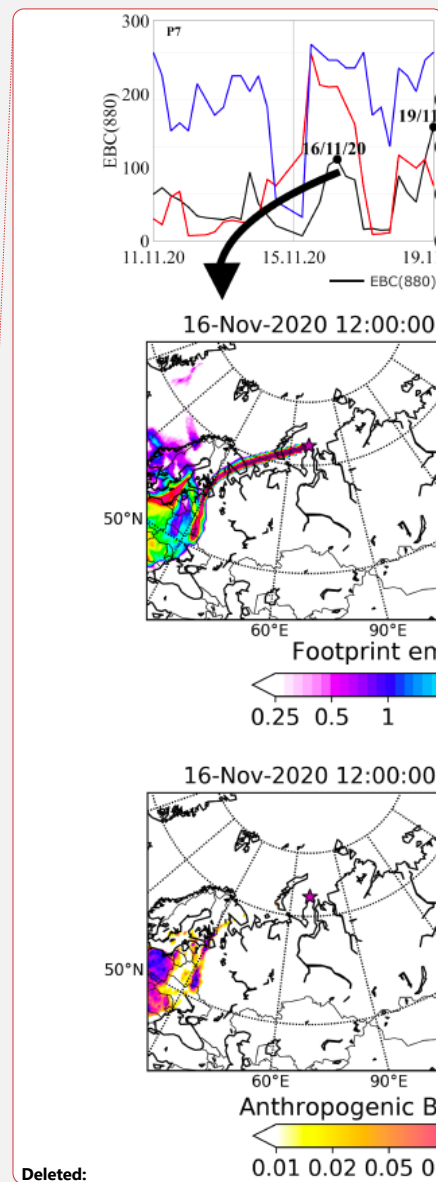 300
P7
EBC(880)
200
19/11
16/11/20
100
0
11.11.20
15.11.20
19.1
EBC(880)
16-Nov-2020 12:00:00
50°N
60°E
90°E
Footprint em
0.25
0.5
1
16-Nov-2020 12:00:00
50°N
60°E
90°E
Anthropogenic B
0.01
0.02
0.05
0
Deleted: